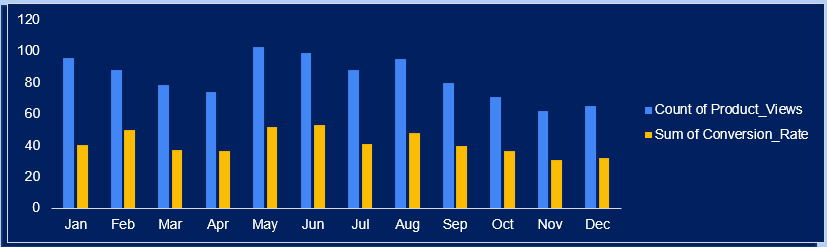 120
100
80
60
40
20
0
Jan Feb Mar Apr May Jun Jul Aug Sep Oct Nov Dec
Count of Product_Views
Sum of Conversion_Rate